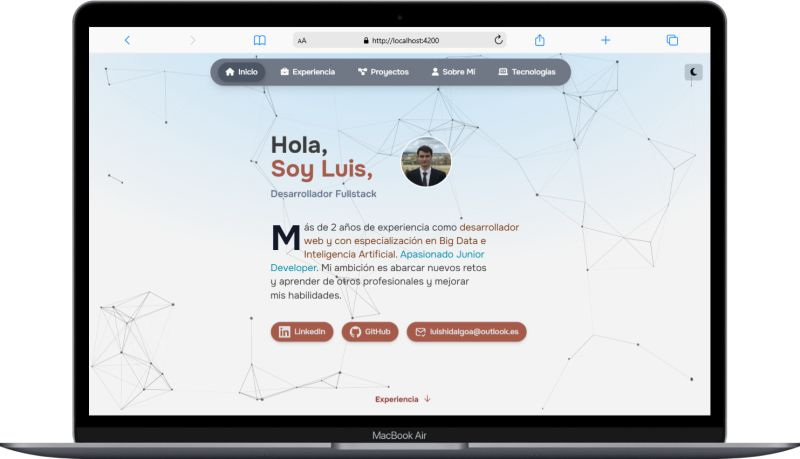 AA
http://localhost:4200
Inicio Experiencia Proyectos Sobre Mí Tecnologías
Hola,
Soy Luis,
Desarrollador Fullstack
Más de 2 años de experiencia como desarrollador
web y con especialización en Big Data e
Inteligencia Artificial. Apasionado Junior
Developer. Mi ambición es abarcar nuevos retos
y aprender de otros profesionales y mejorar
mis habilidades.
LinkedIn GitHub luishidalgoa@outlook.es
Experiencia
MacBook Air